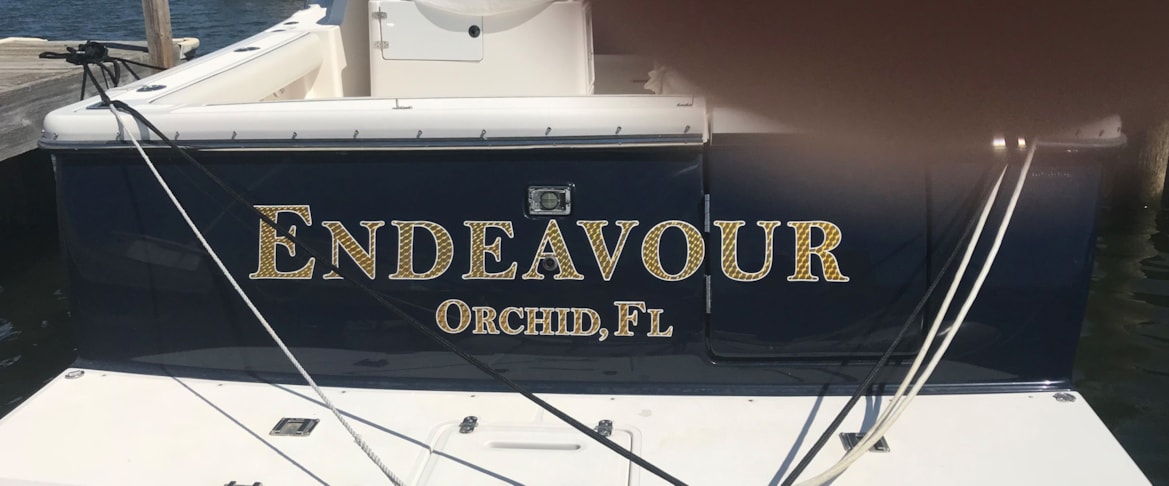 ENDEAVOUR
ORCHID, FL